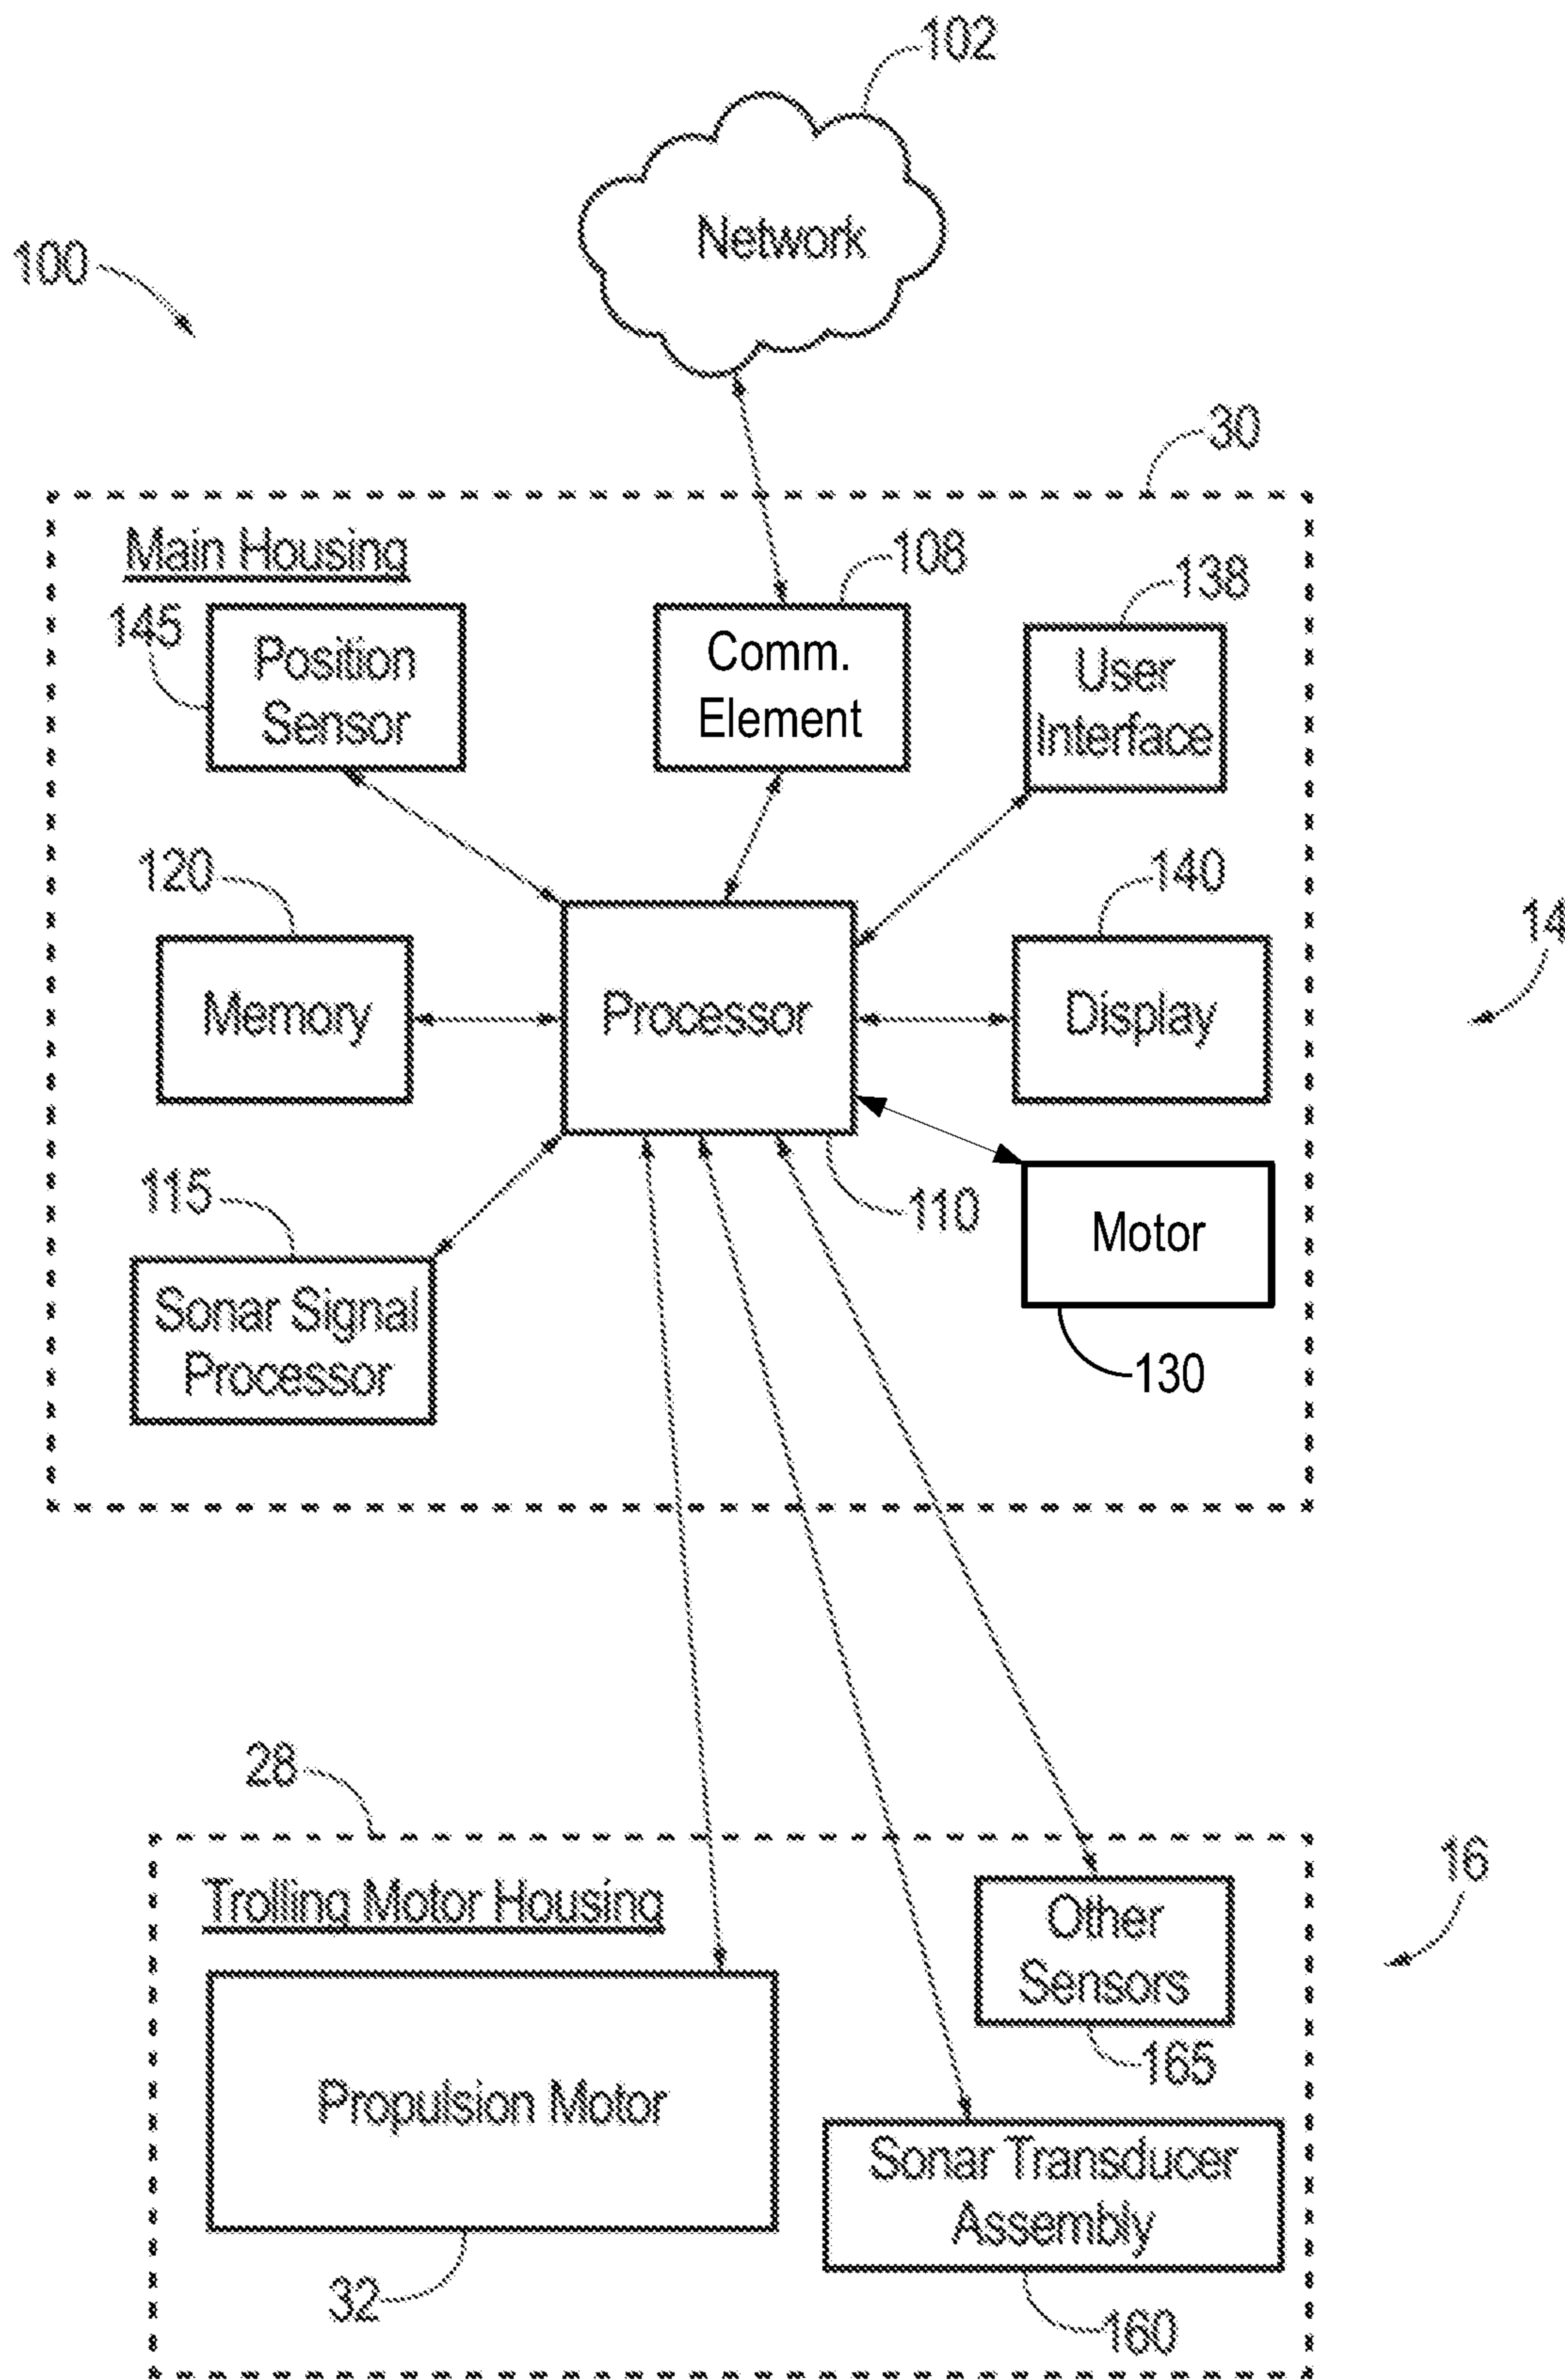 102
Network
100
30
Main Housing
108
138
145
Position
Sensor
Comm.
Element
User
Interface
120
140
14
Memory
Processor
Display
115
110
Motor
Sonar Signal
Processor
130
28
16
Trolling Motor Housing
Other
Sensors
165
Propulsion Motor
Sonar Transducer
Assembly
32
160